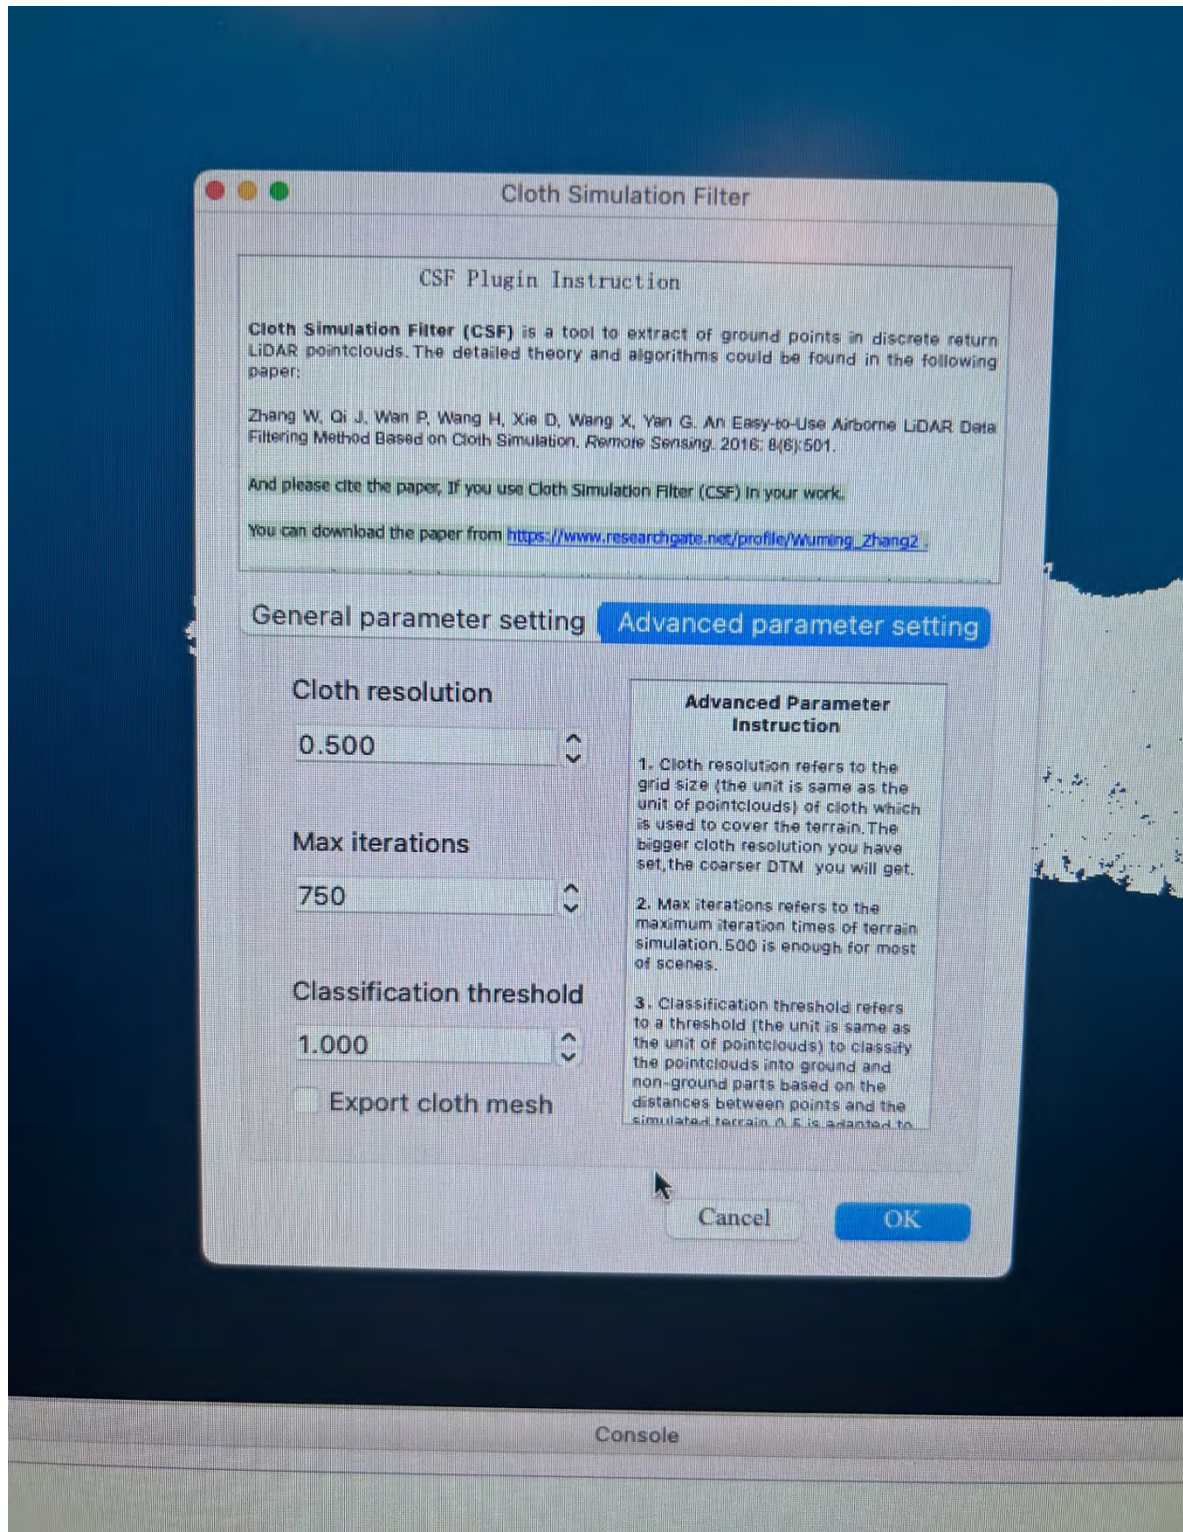 Cloth Simulation Filter
CSF Plugin Instruction
Cloth Simulation Filter (CSF) is a tool to extract of ground points in discrete return
LiDAR pointclouds. The detailed theory and algorithms could be found in the following
paper:
Zhang W, Qi J, Wan P, Wang H, Xie D, Wang X, Yan G. An Easy-to-Use Airborne LiDAR Data
Filtering Method Based on Cloth Simulation. Remote Sensing. 2016; 8(6):501.
And please cite the paper, If you use Cloth Simulation Filter (CSF) in your work.
You can download the paper from https://www.researchgate.net/profile/Wuming_Zhang2 .
General parameter setting
Advanced parameter setting
Cloth resolution
0.500
Max iterations
750
Classification threshold
1.000
Export cloth mesh
Advanced Parameter
Instruction
1. Cloth resolution refers to the
grid size (the unit is same as the
unit of pointclouds) of cloth which
is used to cover the terrain. The
bigger cloth resolution you have
set, the coarser DTM you will get.
2. Max iterations refers to the
maximum iteration times of terrain
simulation. 500 is enough for most
of scenes.
3. Classification threshold refers
to a threshold (the unit is same as
the unit of pointclouds) to classify
the pointclouds into ground and
non-ground parts based on the
distances between points and the
simulated terrain. 0.5 is adapted to
Cancel
OK
Console